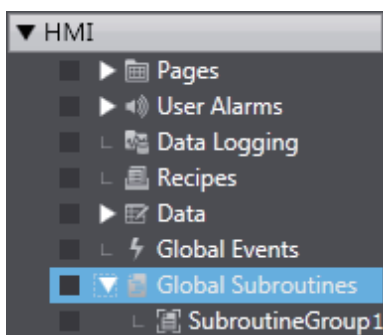 HMI
Pages
User Alarms
Data Logging
Recipes
Data
Global Events
Global Subroutines
SubroutineGroup1